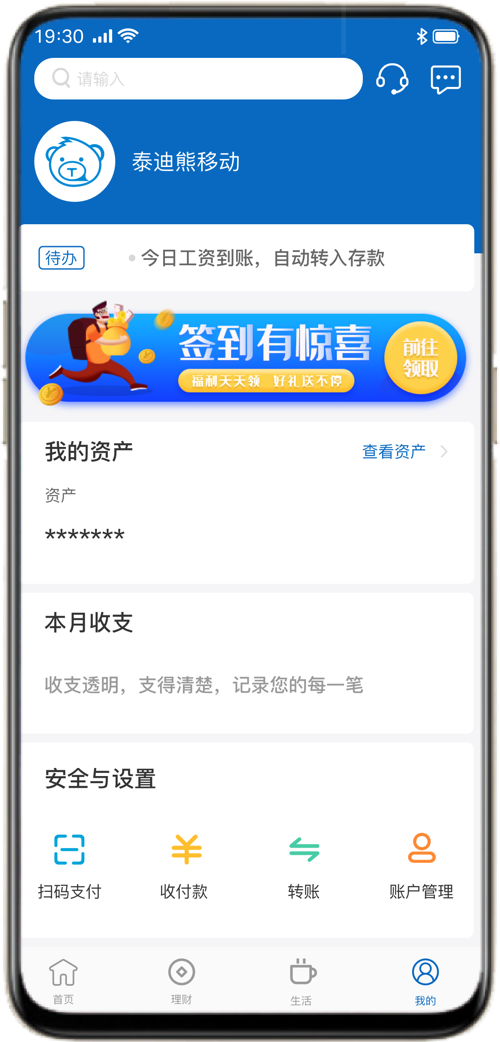 19:30
请输入
泰迪熊移动
T
待办
今日工资到账，自动转入存款
签到有惊喜
福利天天领 好礼送不停
前往
领取
我的资产
查看资产
资产
*******
本月收支
收支透明，支得清楚，记录您的每一笔
安全与设置
扫码支付 收付款 转账 账户管理
首页 理财 生活 我的